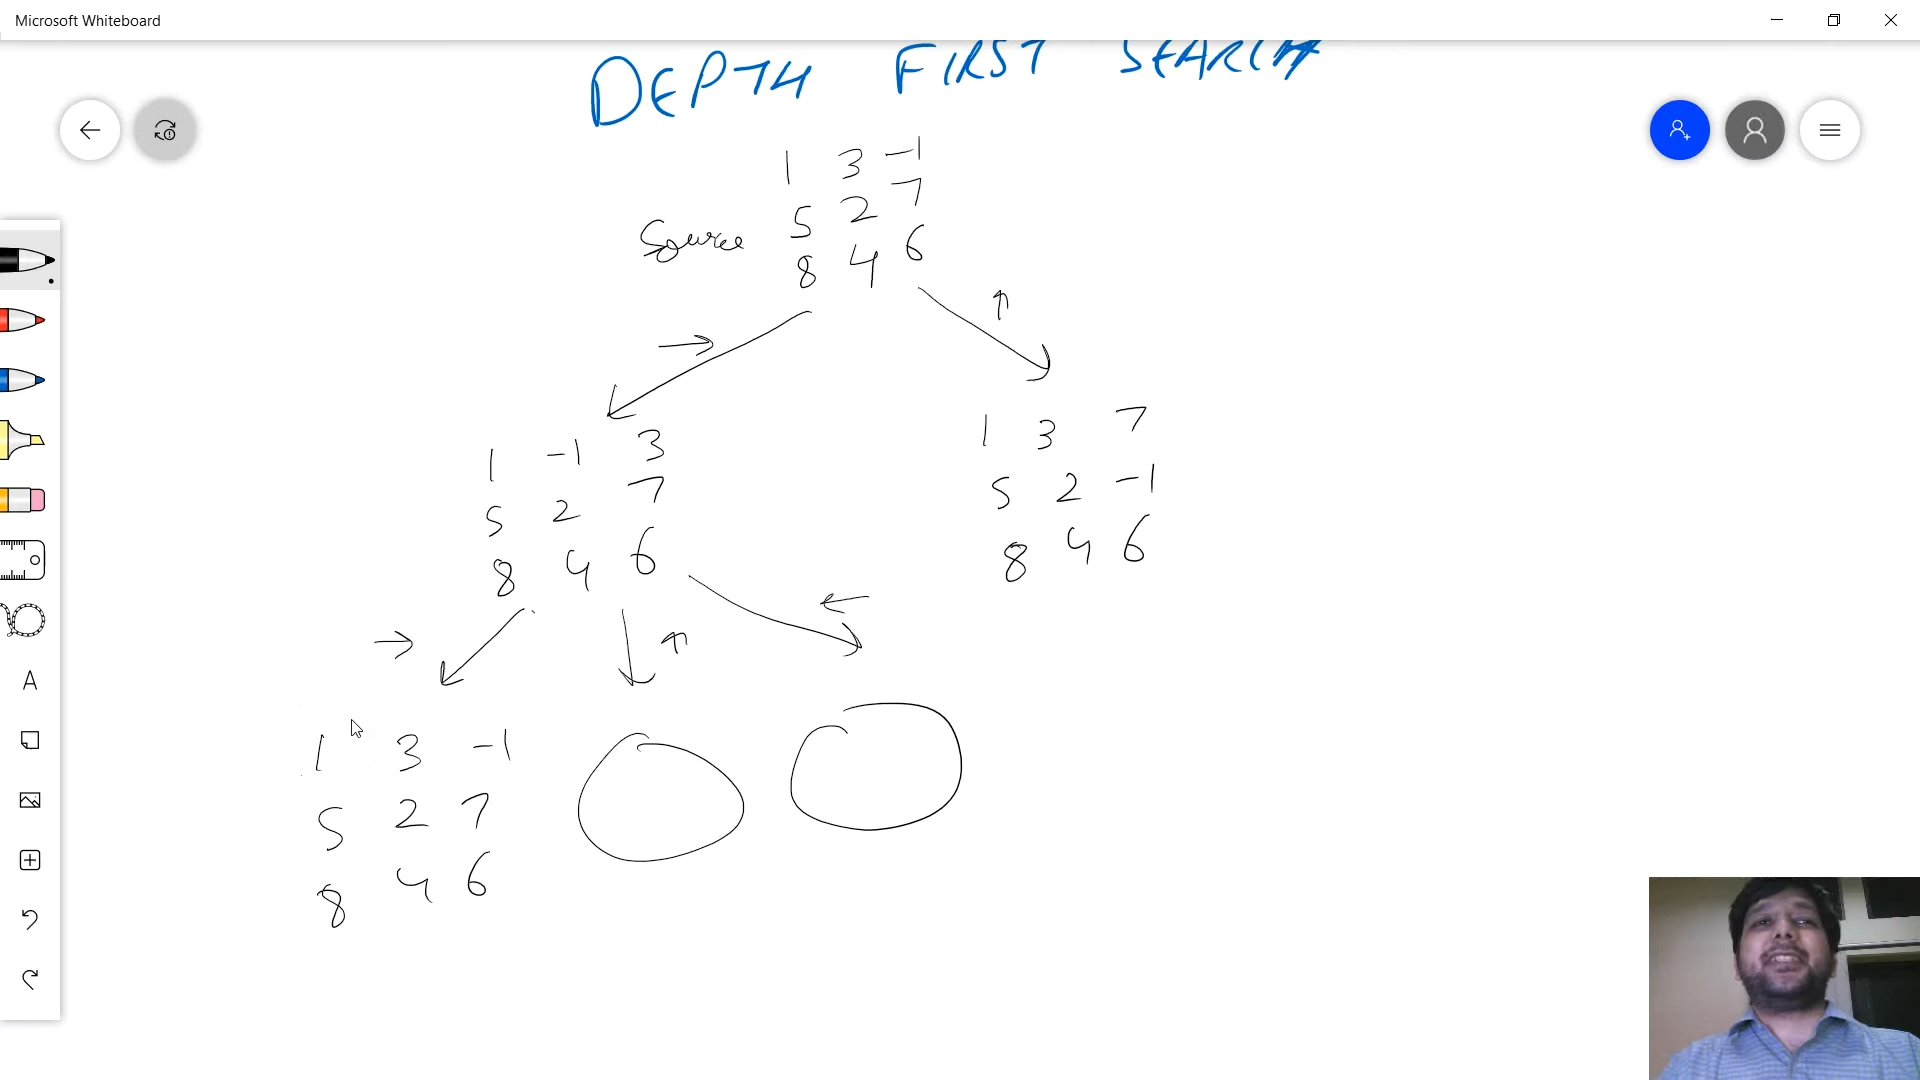 Microsoft Whiteboard
DEPTH FIRST SEARCH
1 3 -1
5 2 7
Source
8 4 6
↑
→
1 -1 3
5 2 7
8 4 6
1 3 7
5 2 -1
8 4 6
→
↑
←
1 3 -1
5 2 7
8 4 6
A